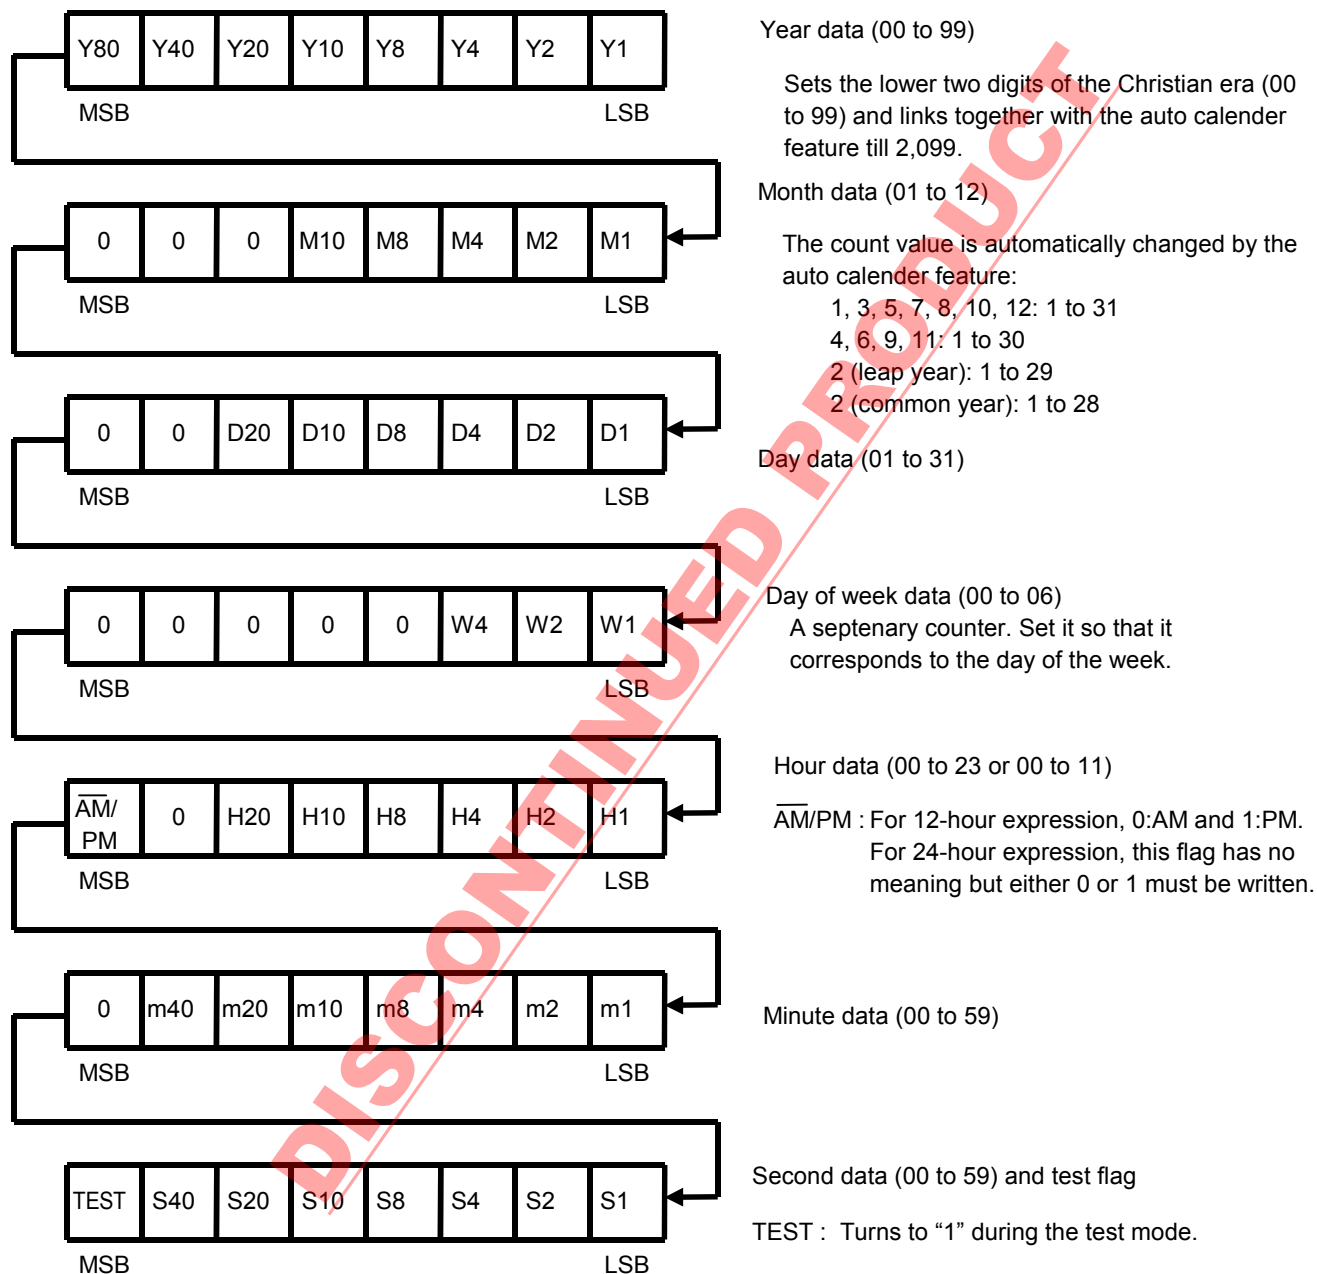 Y80 Y40 Y20 Y10 Y8 Y4 Y2 Y1
MSB LSB
Year data (00 to 99)
Sets the lower two digits of the Christian era (00
to 99) and links together with the auto calender
feature till 2,099.
0 0 0 M10 M8 M4 M2 M1
MSB LSB
Month data (01 to 12)
The count value is automatically changed by the
auto calender feature:
1, 3, 5, 7, 8, 10, 12: 1 to 31
4, 6, 9, 11: 1 to 30
2 (leap year): 1 to 29
2 (common year): 1 to 28
0 0 D20 D10 D8 D4 D2 D1
MSB LSB
Day data (01 to 31)
0 0 0 0 0 W4 W2 W1
MSB LSB
Day of week data (00 to 06)
A septenary counter. Set it so that it
corresponds to the day of the week.
AM/
PM 0 H20 H10 H8 H4 H2 H1
MSB LSB
Hour data (00 to 23 or 00 to 11)
AM/PM : For 12-hour expression, 0:AM and 1:PM.
For 24-hour expression, this flag has no
meaning but either 0 or 1 must be written.
0 m40 m20 m10 m8 m4 m2 m1
MSB LSB
Minute data (00 to 59)
TEST S40 S20 S10 S8 S4 S2 S1
MSB LSB
Second data (00 to 59) and test flag
TEST : Turns to “1” during the test mode.
DISCONTINUED PRODUCT